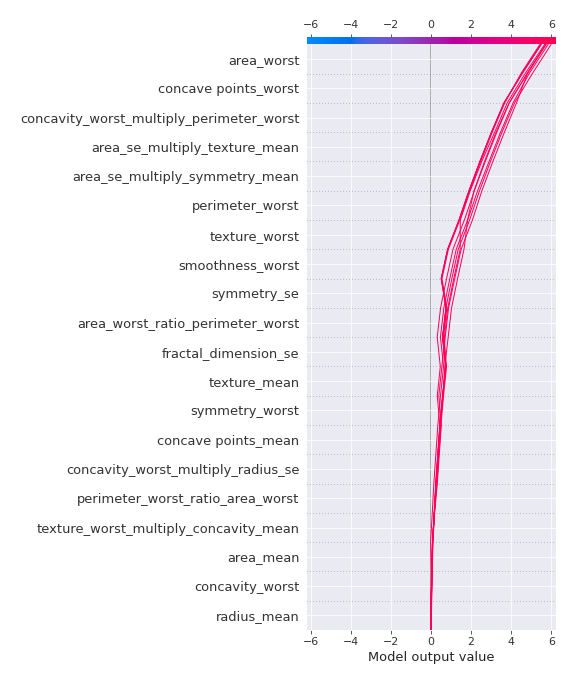 −6 −4 −2 0 2 4 6
area_worst
concave points_worst
concavity_worst_multiply_perimeter_worst
area_se_multiply_texture_mean
area_se_multiply_symmetry_mean
perimeter_worst
texture_worst
smoothness_worst
symmetry_se
area_worst_ratio_perimeter_worst
fractal_dimension_se
texture_mean
symmetry_worst
concave points_mean
concavity_worst_multiply_radius_se
perimeter_worst_ratio_area_worst
texture_worst_multiply_concavity_mean
area_mean
concavity_worst
radius_mean
−6 −4 −2 0 2 4 6
Model output value